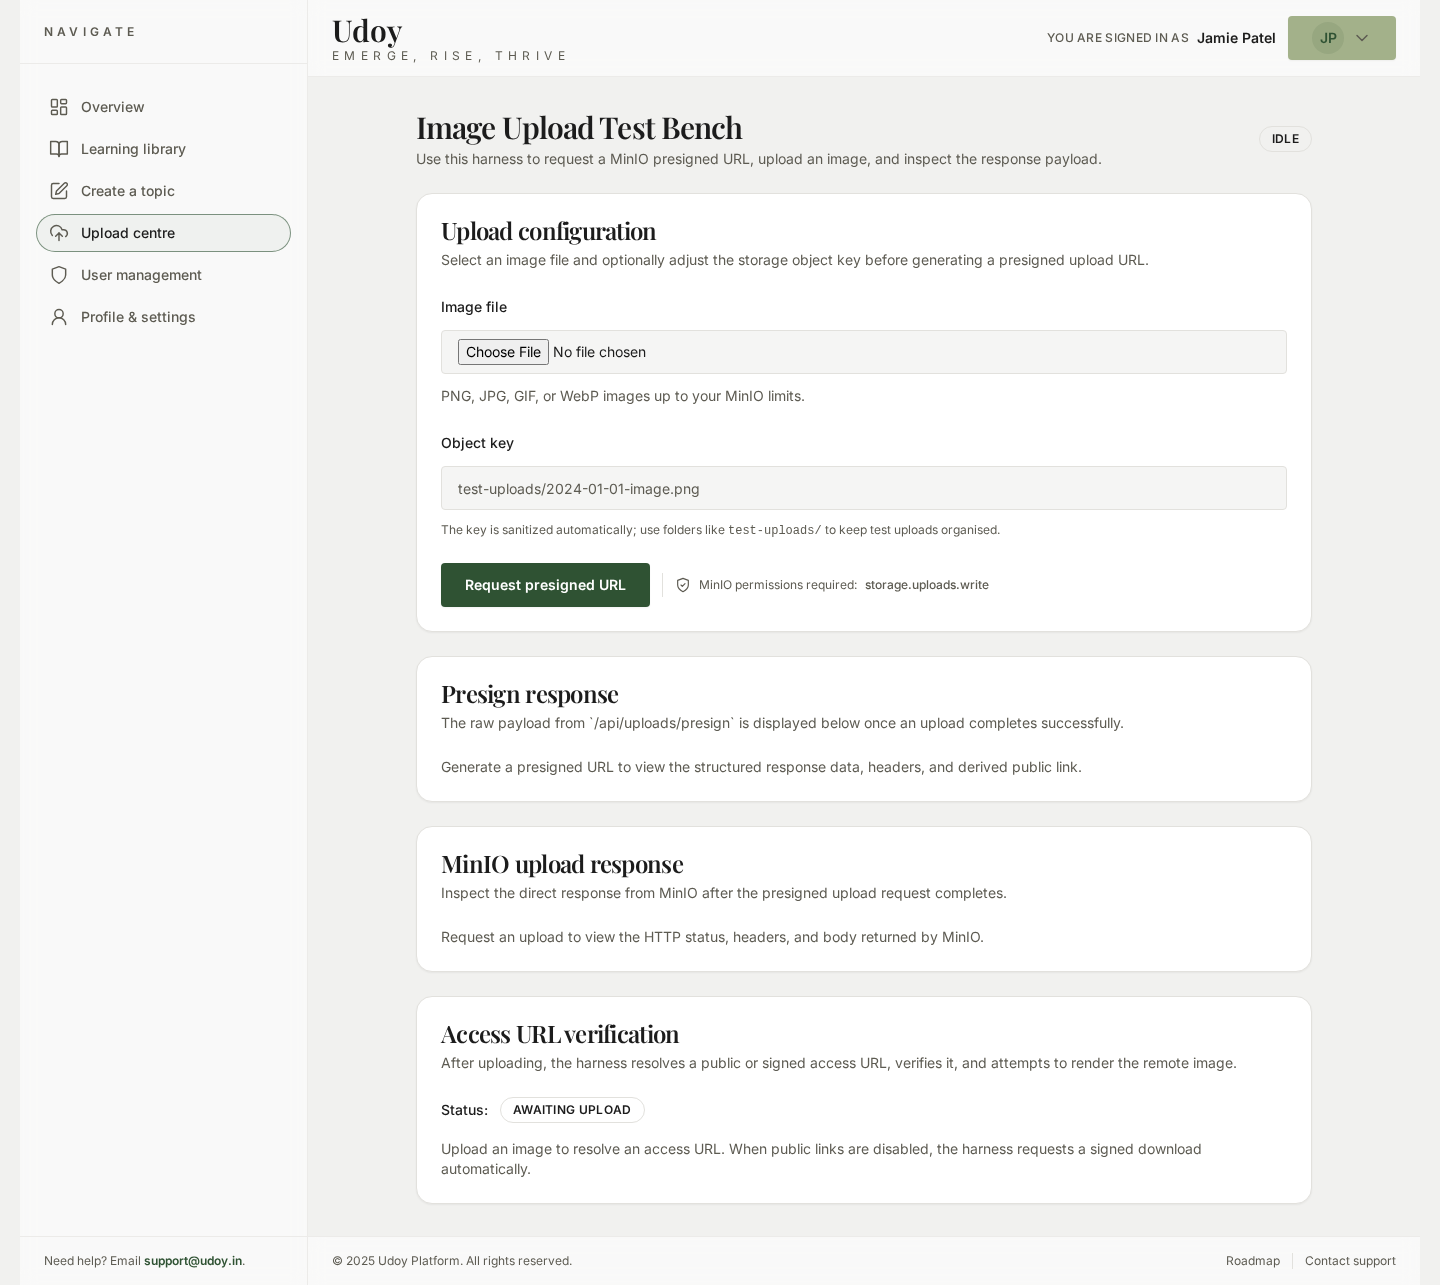 NAVIGATE
Overview
Learning library
Create a topic
Upload centre
User management
Profile & settings
Need help? Email support@udoy.in.
Udoy
EMERGE, RISE, THRIVE
YOU ARE SIGNED IN AS Jamie Patel
JP
Image Upload Test Bench
Use this harness to request a MinIO presigned URL, upload an image, and inspect the response payload.
IDLE
Upload configuration
Select an image file and optionally adjust the storage object key before generating a presigned upload URL.
Image file
Choose File No file chosen
PNG, JPG, GIF, or WebP images up to your MinIO limits.
Object key
test-uploads/2024-01-01-image.png
The key is sanitized automatically; use folders like test-uploads/ to keep test uploads organised.
Request presigned URL
MinIO permissions required: storage.uploads.write
Presign response
The raw payload from `/api/uploads/presign` is displayed below once an upload completes successfully.
Generate a presigned URL to view the structured response data, headers, and derived public link.
MinIO upload response
Inspect the direct response from MinIO after the presigned upload request completes.
Request an upload to view the HTTP status, headers, and body returned by MinIO.
Access URL verification
After uploading, the harness resolves a public or signed access URL, verifies it, and attempts to render the remote image.
Status: AWAITING UPLOAD
Upload an image to resolve an access URL. When public links are disabled, the harness requests a signed download
automatically.
© 2025 Udoy Platform. All rights reserved.
Roadmap
Contact support